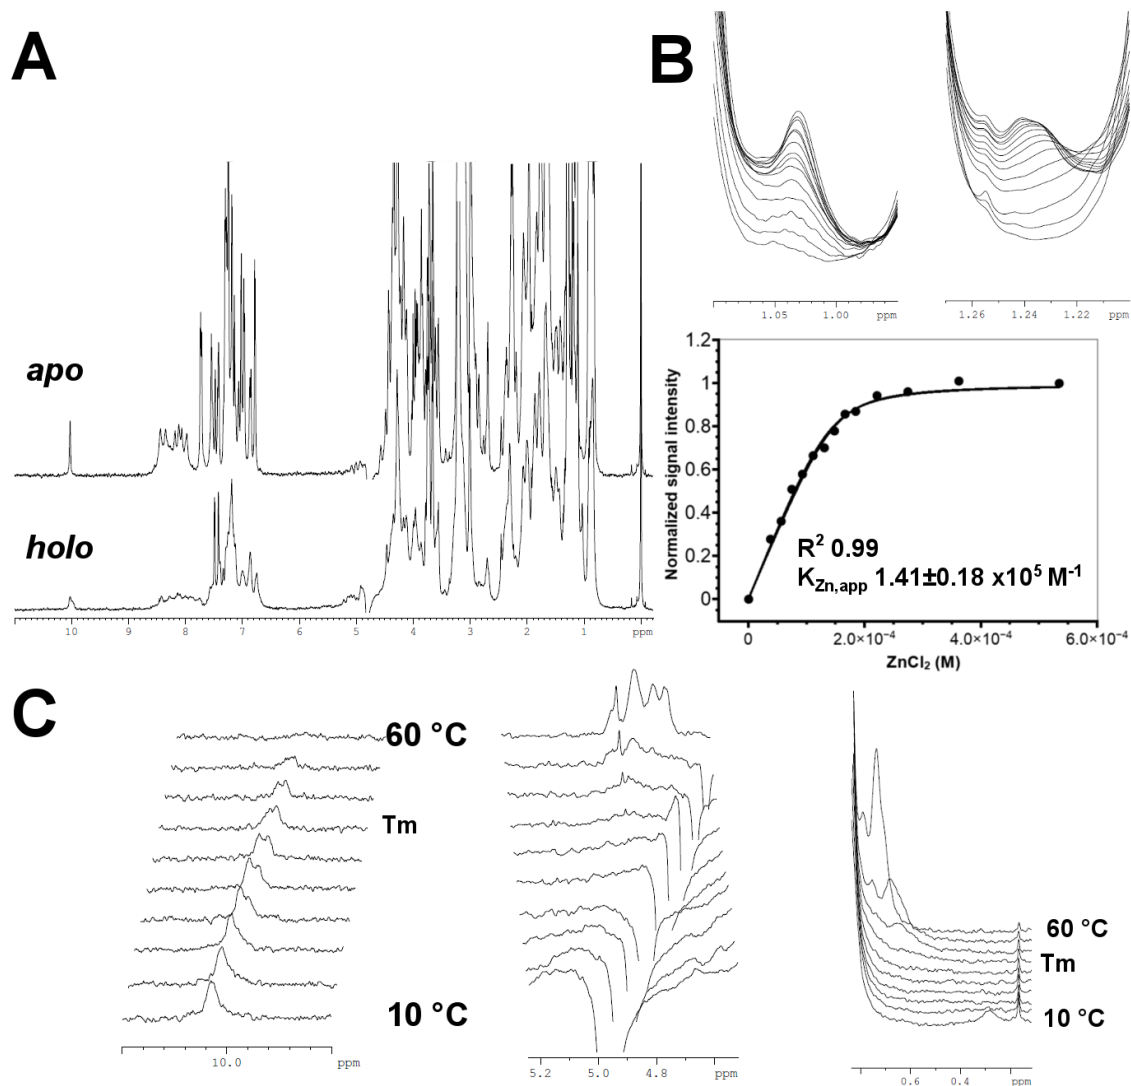 A
B
apo
holo
10 9 8 7 6 5 4 3 2 1 ppm
1.05 1.00 ppm
1.26 1.24 1.22 ppm
Normalized signal intensity
1.2
1
0.8
0.6
0.4
0.2
0
R² 0.99
K_Zn,app 1.41±0.18 x10⁵ M⁻¹
0 2.0×10⁻⁴ 4.0×10⁻⁴ 6.0×10⁻⁴
ZnCl₂ (M)
C
60 °C
Tm
10 °C
10.0 ppm
5.2 5.0 4.8 ppm
60 °C
Tm
10 °C
0.6 0.4 ppm